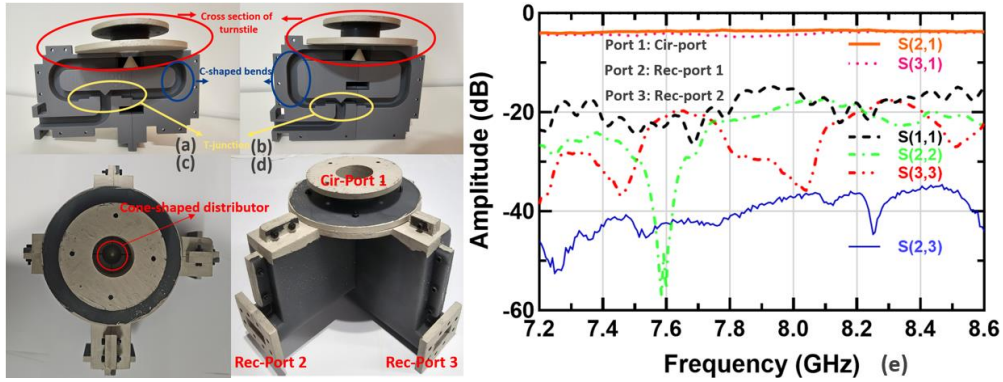 Cross section of
turnstile
C-shaped bends
T-junction
(a)
(b)
(c)
(d)
Cone-shaped distributor
Cir-Port 1
Rec-Port 2
Rec-Port 3
Amplitude (dB)
0
-20
-40
-60
7.2
7.4
7.6
7.8
8.0
8.2
8.4
8.6
Frequency (GHz)
(e)
Port 1: Cir-port
Port 2: Rec-port 1
Port 3: Rec-port 2
S(2,1)
S(3,1)
S(1,1)
S(2,2)
S(3,3)
S(2,3)